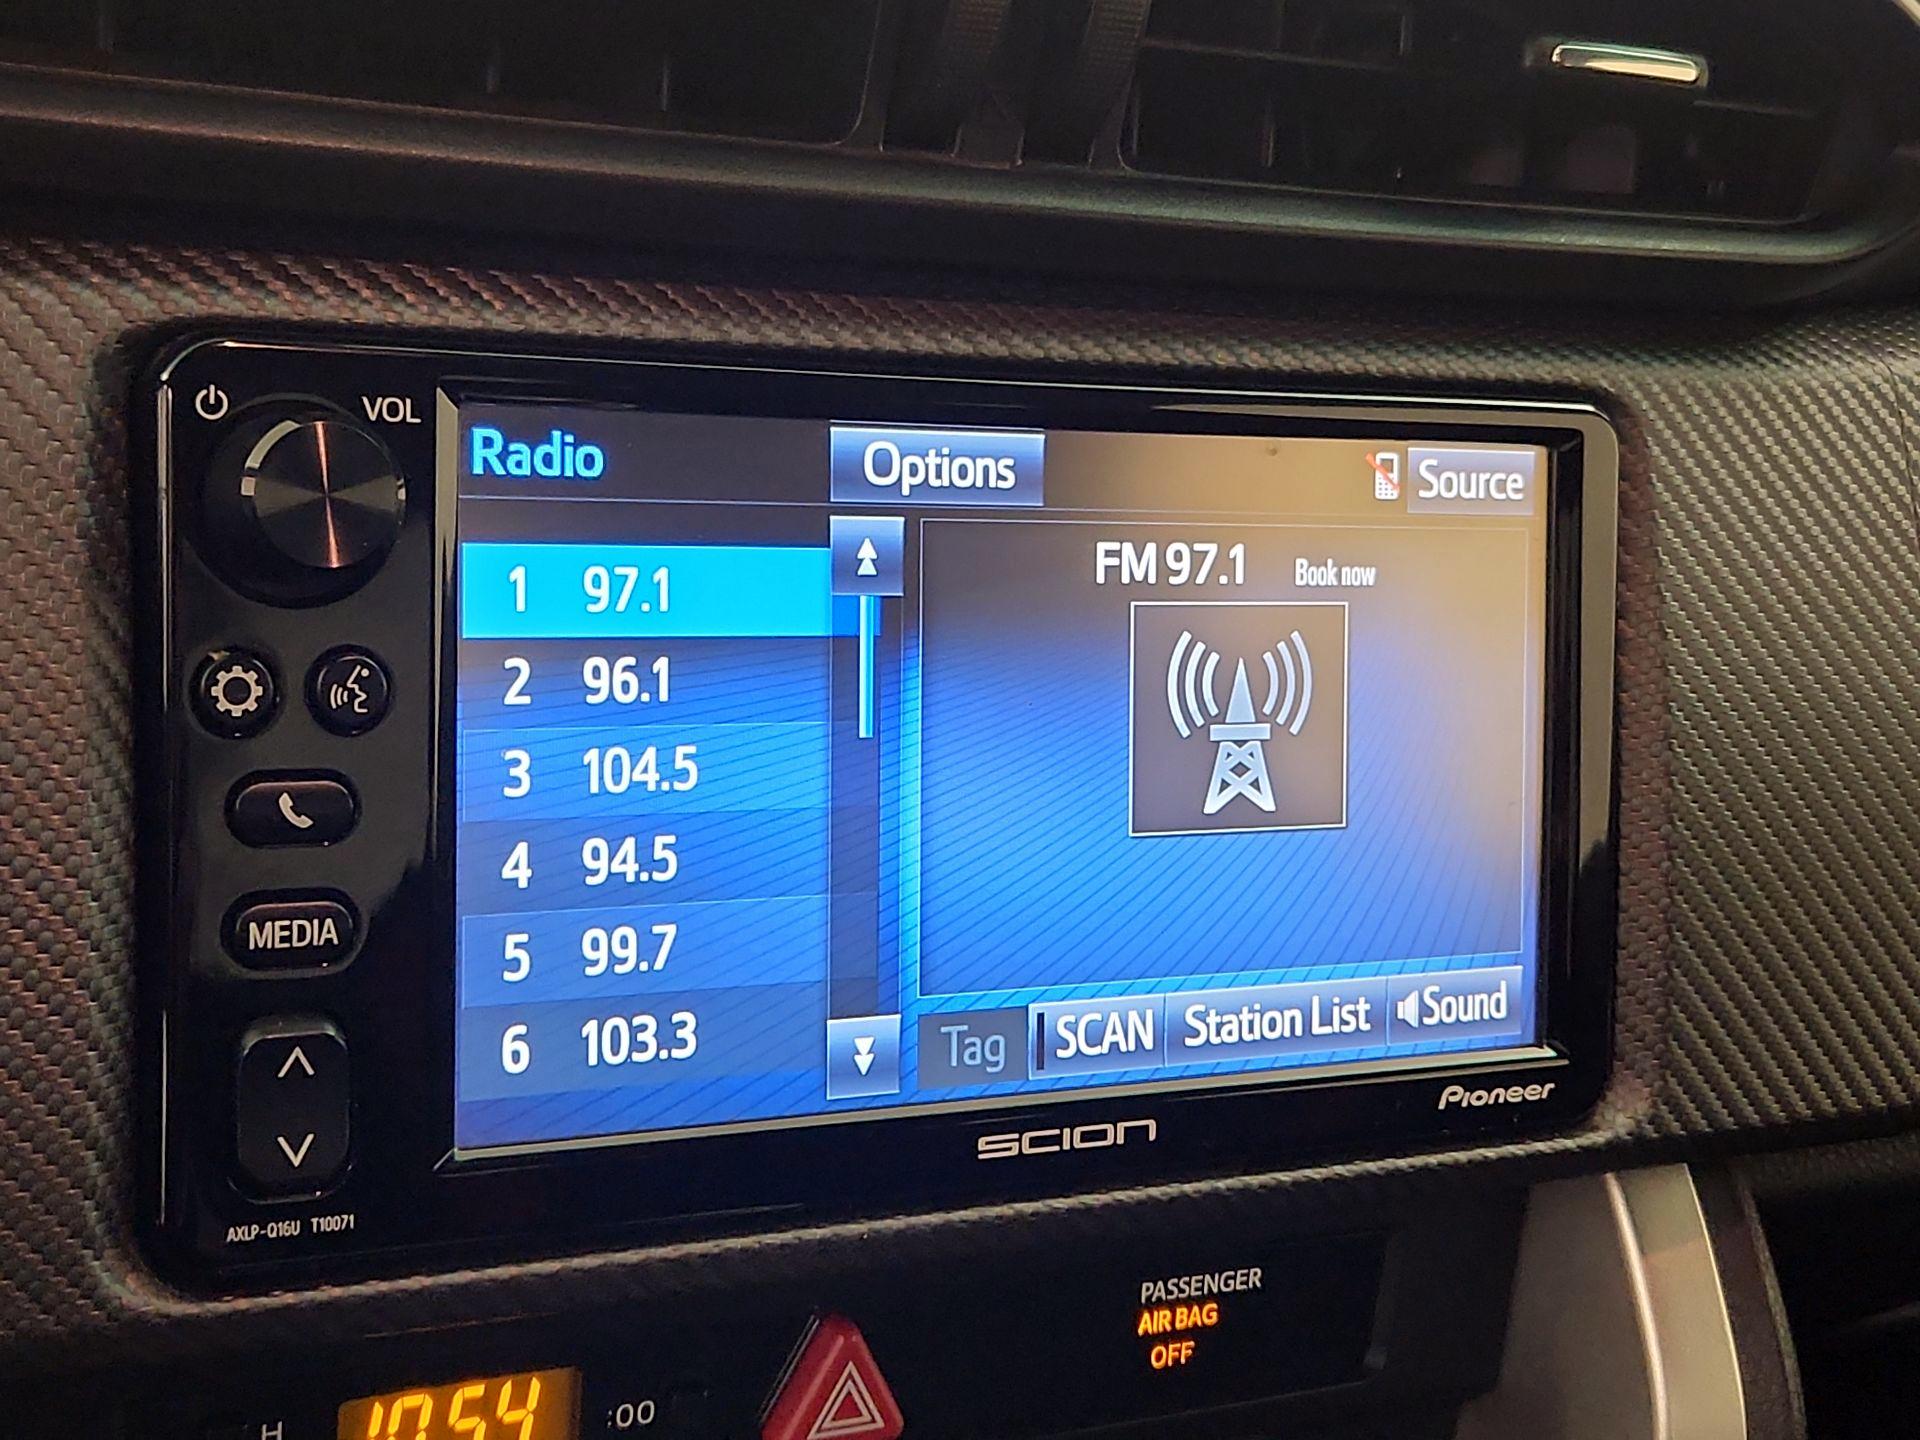 VOL
Radio
Options
Source
1 97.1
2 96.1
3 104.5
4 94.5
5 99.7
6 103.3
FM 97.1 Book now
Tag
SCAN
Station List
Sound
MEDIA
AXLP-Q16U T10071
SCION
Pioneer
PASSENGER
AIR BAG
OFF
H
10:54
:00